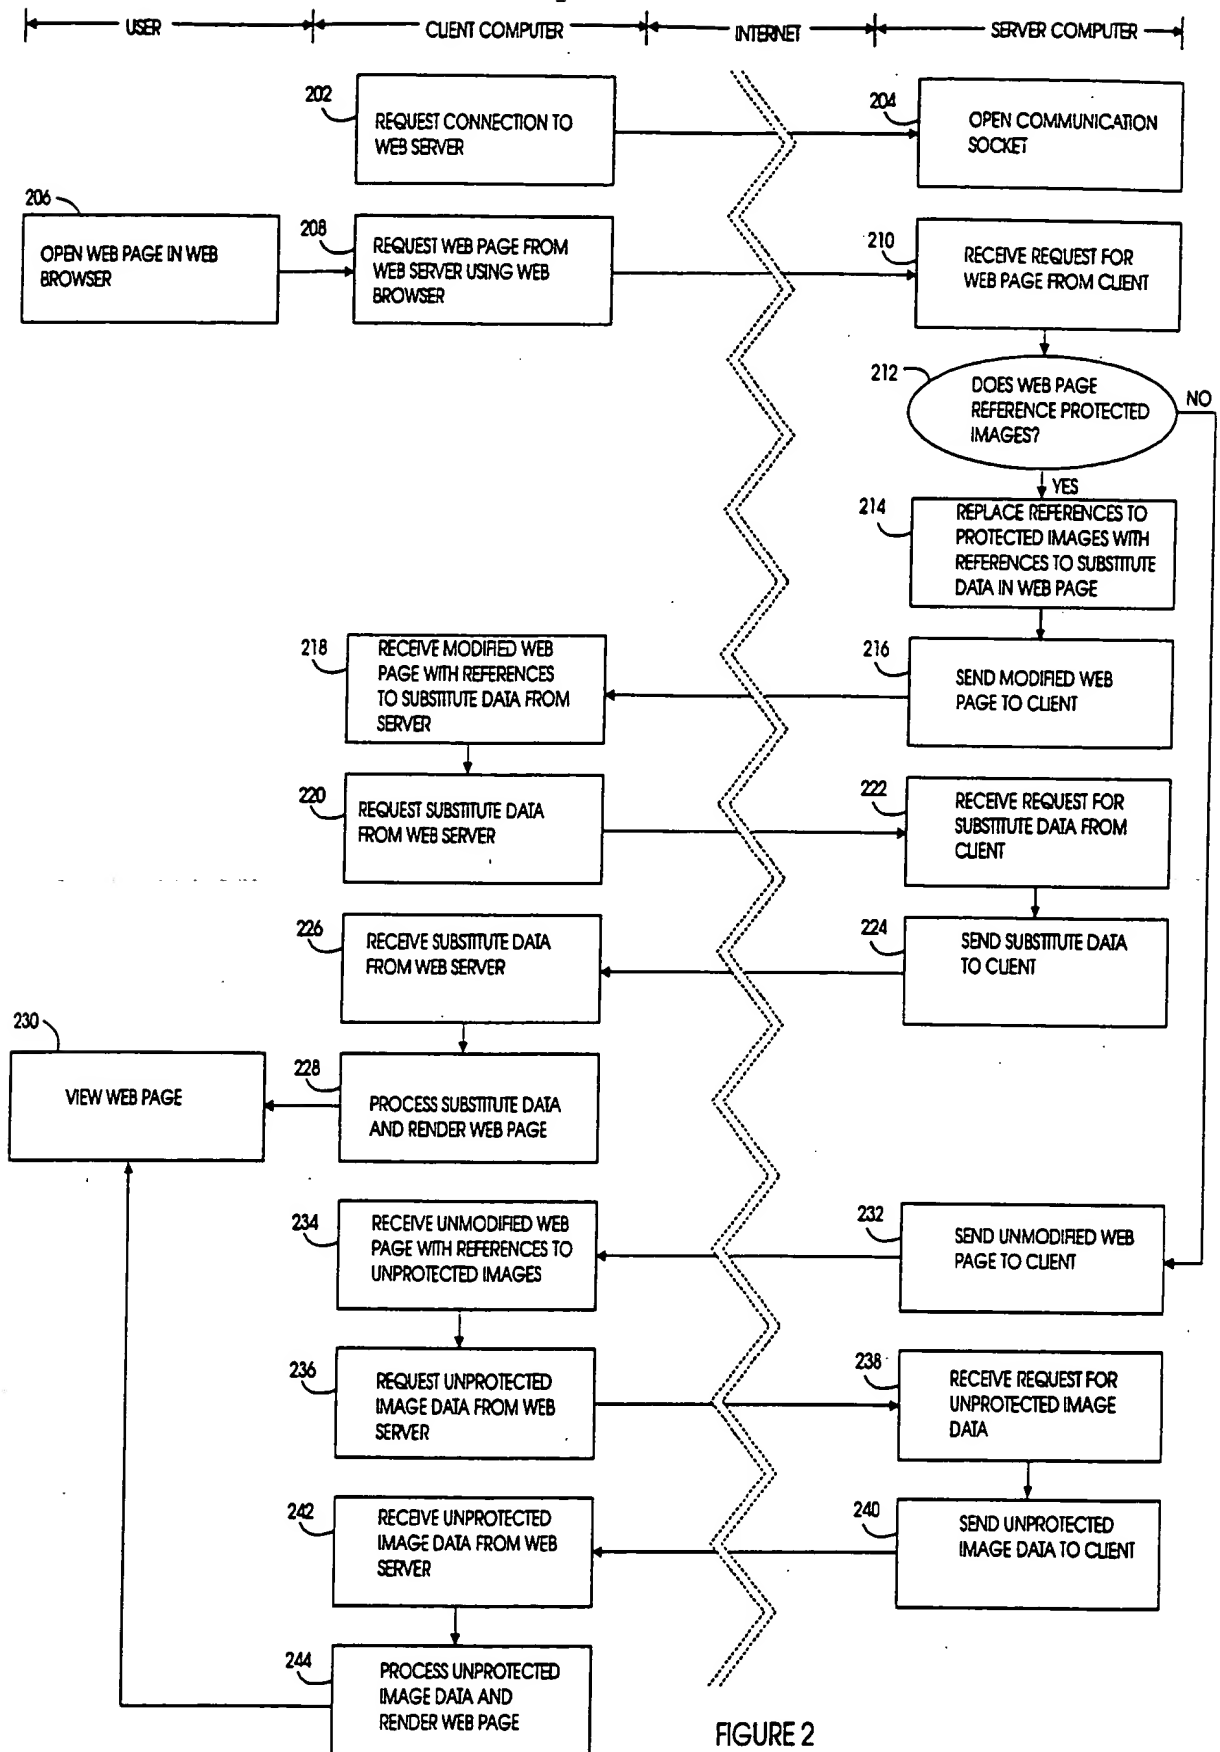 USER CLIENT COMPUTER INTERNET SERVER COMPUTER
202
REQUEST CONNECTION TO
WEB SERVER
204
OPEN COMMUNICATION
SOCKET
206
OPEN WEB PAGE IN WEB
BROWSER
208
REQUEST WEB PAGE FROM
WEB SERVER USING WEB
BROWSER
210
RECEIVE REQUEST FOR
WEB PAGE FROM CLIENT
212
DOES WEB PAGE
REFERENCE PROTECTED
IMAGES?
NO
YES
214
REPLACE REFERENCES TO
PROTECTED IMAGES WITH
REFERENCES TO SUBSTITUTE
DATA IN WEB PAGE
216
SEND MODIFIED WEB
PAGE TO CLIENT
218
RECEIVE MODIFIED WEB
PAGE WITH REFERENCES
TO SUBSTITUTE DATA FROM
SERVER
220
REQUEST SUBSTITUTE DATA
FROM WEB SERVER
222
RECEIVE REQUEST FOR
SUBSTITUTE DATA FROM
CLIENT
224
SEND SUBSTITUTE DATA
TO CLIENT
226
RECEIVE SUBSTITUTE DATA
FROM WEB SERVER
228
PROCESS SUBSTITUTE DATA
AND RENDER WEB PAGE
230
VIEW WEB PAGE
232
SEND UNMODIFIED WEB
PAGE TO CLIENT
234
RECEIVE UNMODIFIED WEB
PAGE WITH REFERENCES TO
UNPROTECTED IMAGES
236
REQUEST UNPROTECTED
IMAGE DATA FROM WEB
SERVER
238
RECEIVE REQUEST FOR
UNPROTECTED IMAGE
DATA
240
SEND UNPROTECTED
IMAGE DATA TO CLIENT
242
RECEIVE UNPROTECTED
IMAGE DATA FROM WEB
SERVER
244
PROCESS UNPROTECTED
IMAGE DATA AND
RENDER WEB PAGE
FIGURE 2